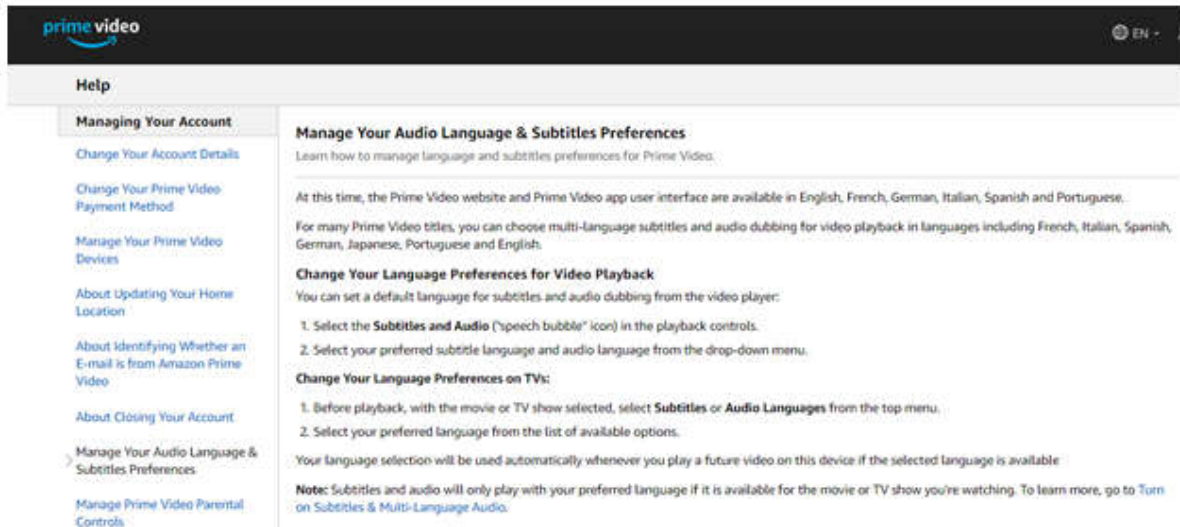 prime video
EN
Help
Managing Your Account
Change Your Account Details
Change Your Prime Video
Payment Method
Manage Your Prime Video
Devices
About Updating Your Home
Location
About Identifying Whether an
E-mail is from Amazon Prime
Video
About Closing Your Account
Manage Your Audio Language &
Subtitles Preferences
Manage Prime Video Parental
Controls
Manage Your Audio Language & Subtitles Preferences
Learn how to manage language and subtitles preferences for Prime Video.
At this time, the Prime Video website and Prime Video app user interface are available in English, French, German, Italian, Spanish and Portuguese.
For many Prime Video titles, you can choose multi-language subtitles and audio dubbing for video playback in languages including French, Italian, Spanish,
German, Japanese, Portuguese and English.
Change Your Language Preferences for Video Playback
You can set a default language for subtitles and audio dubbing from the video player:
1. Select the Subtitles and Audio ("speech bubble" icon) in the playback controls.
2. Select your preferred subtitle language and audio language from the drop-down menu.
Change Your Language Preferences on TVs:
1. Before playback, with the movie or TV show selected, select Subtitles or Audio Languages from the top menu.
2. Select your preferred language from the list of available options.
Your language selection will be used automatically whenever you play a future video on this device if the selected language is available
Note: Subtitles and audio will only play with your preferred language if it is available for the movie or TV show you're watching. To learn more, go to Turn
on Subtitles & Multi-Language Audio.